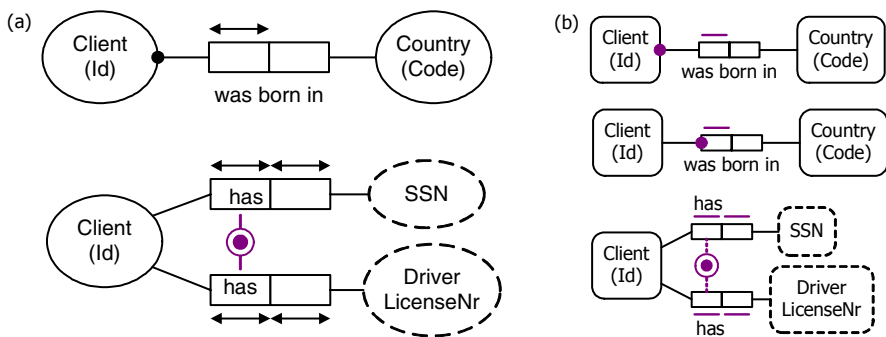 (a)
Client
(Id)
Country
(Code)
was born in
Client
(Id)
has
SSN
has
Driver
LicenseNr
(b)
Client
(Id)
Country
(Code)
was born in
Client
(Id)
Country
(Code)
was born in
has
Client
(Id)
SSN
Driver
LicenseNr
has